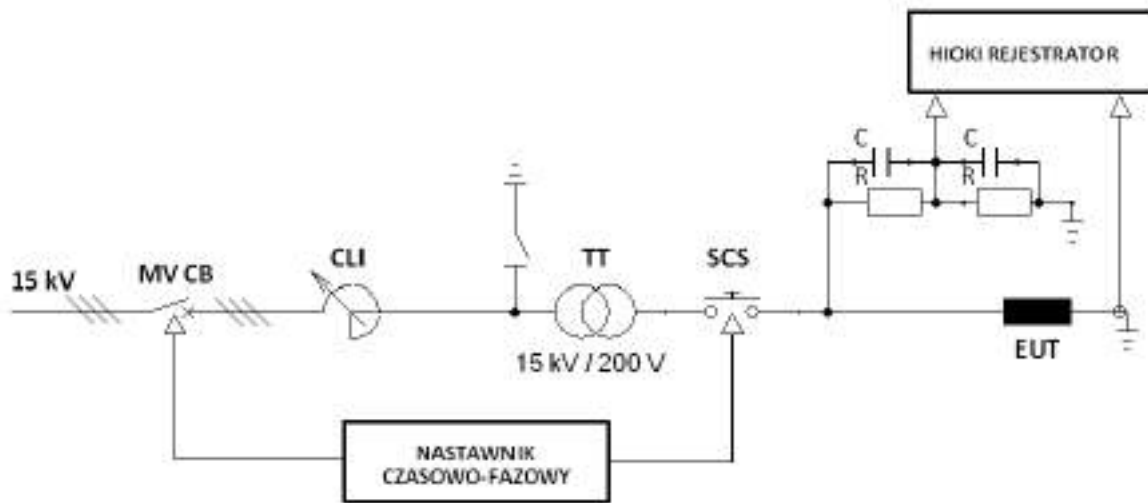 HIOKI REJESTRATOR
C
C
R
R
15 kV
MV CB
CLI
TT
SCS
15 kV / 200 V
EUT
NASTAWNIK
CZASOWO-FAZOWY